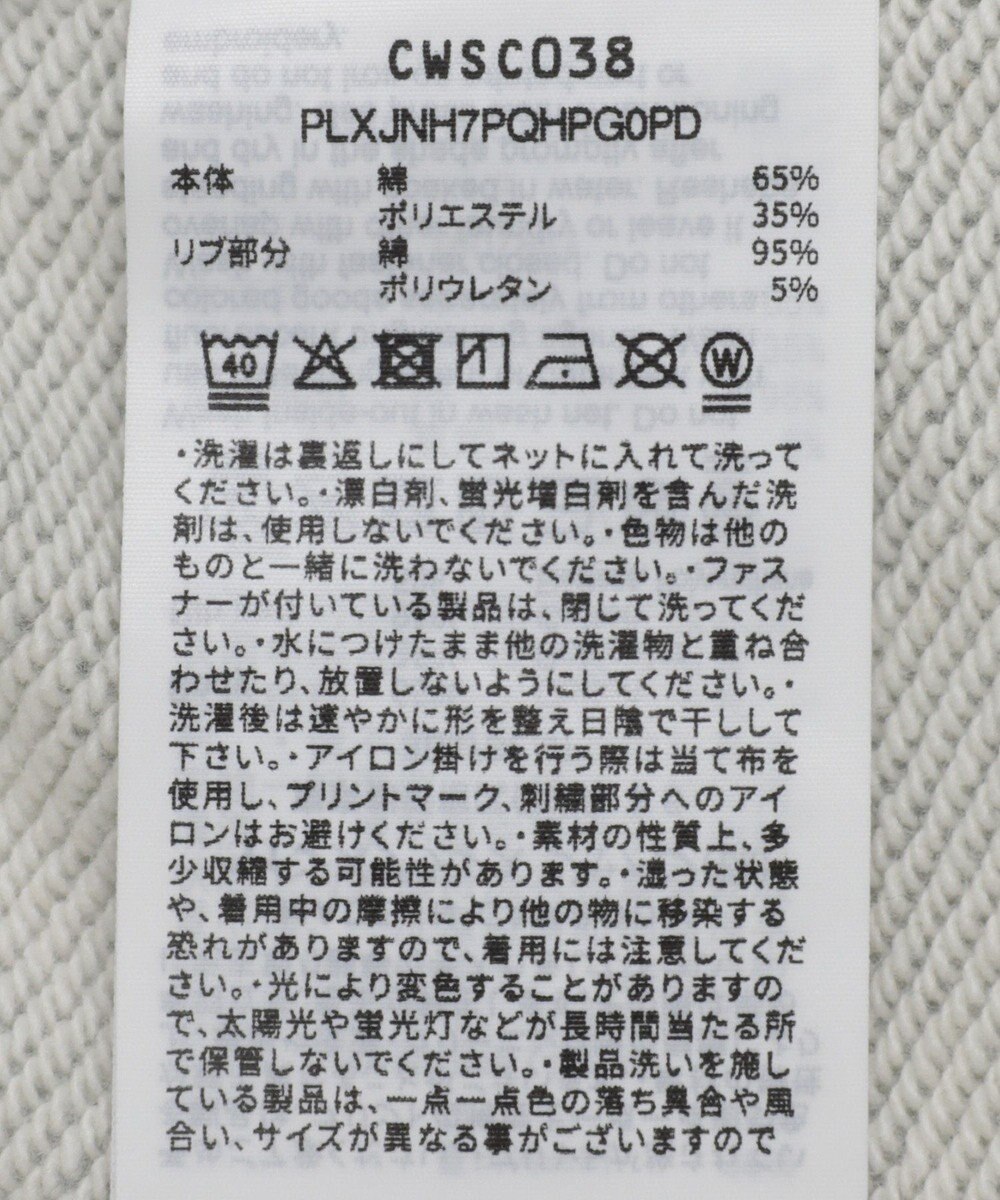 CWSC038
PLXJNH7PQHPG0PD
本体 綿 65%
ポリエステル 35%
リブ部分 綿 95%
ポリウレタン 5%
40 W
・洗濯は裏返しにしてネットに入れて洗って
ください。・漂白剤、蛍光増白剤を含んだ洗
剤は、使用しないでください。・色物は他の
ものと一緒に洗わないでください。・ファス
ナーが付いている製品は、閉じて洗ってくだ
さい。・水につけたまま他の洗濯物と重ね合
わせたり、放置しないようにしてください。・
洗濯後は速やかに形を整え日陰で干しして
下さい。・アイロン掛けを行う際は当て布を
使用し、プリントマーク、刺繍部分へのアイ
ロンはお避けください。・素材の性質上、多
少収縮する可能性があります。・湿った状態
や、着用中の摩擦により他の物に移染する
恐れがありますので、着用には注意してくだ
さい。・光により変色することがありますの
で、太陽光や蛍光灯などが長時間当たる所
で保管しないでください。・製品洗いを施し
ている製品は、一点一点色の落ち具合や風
合い、サイズが異なる事がございますので